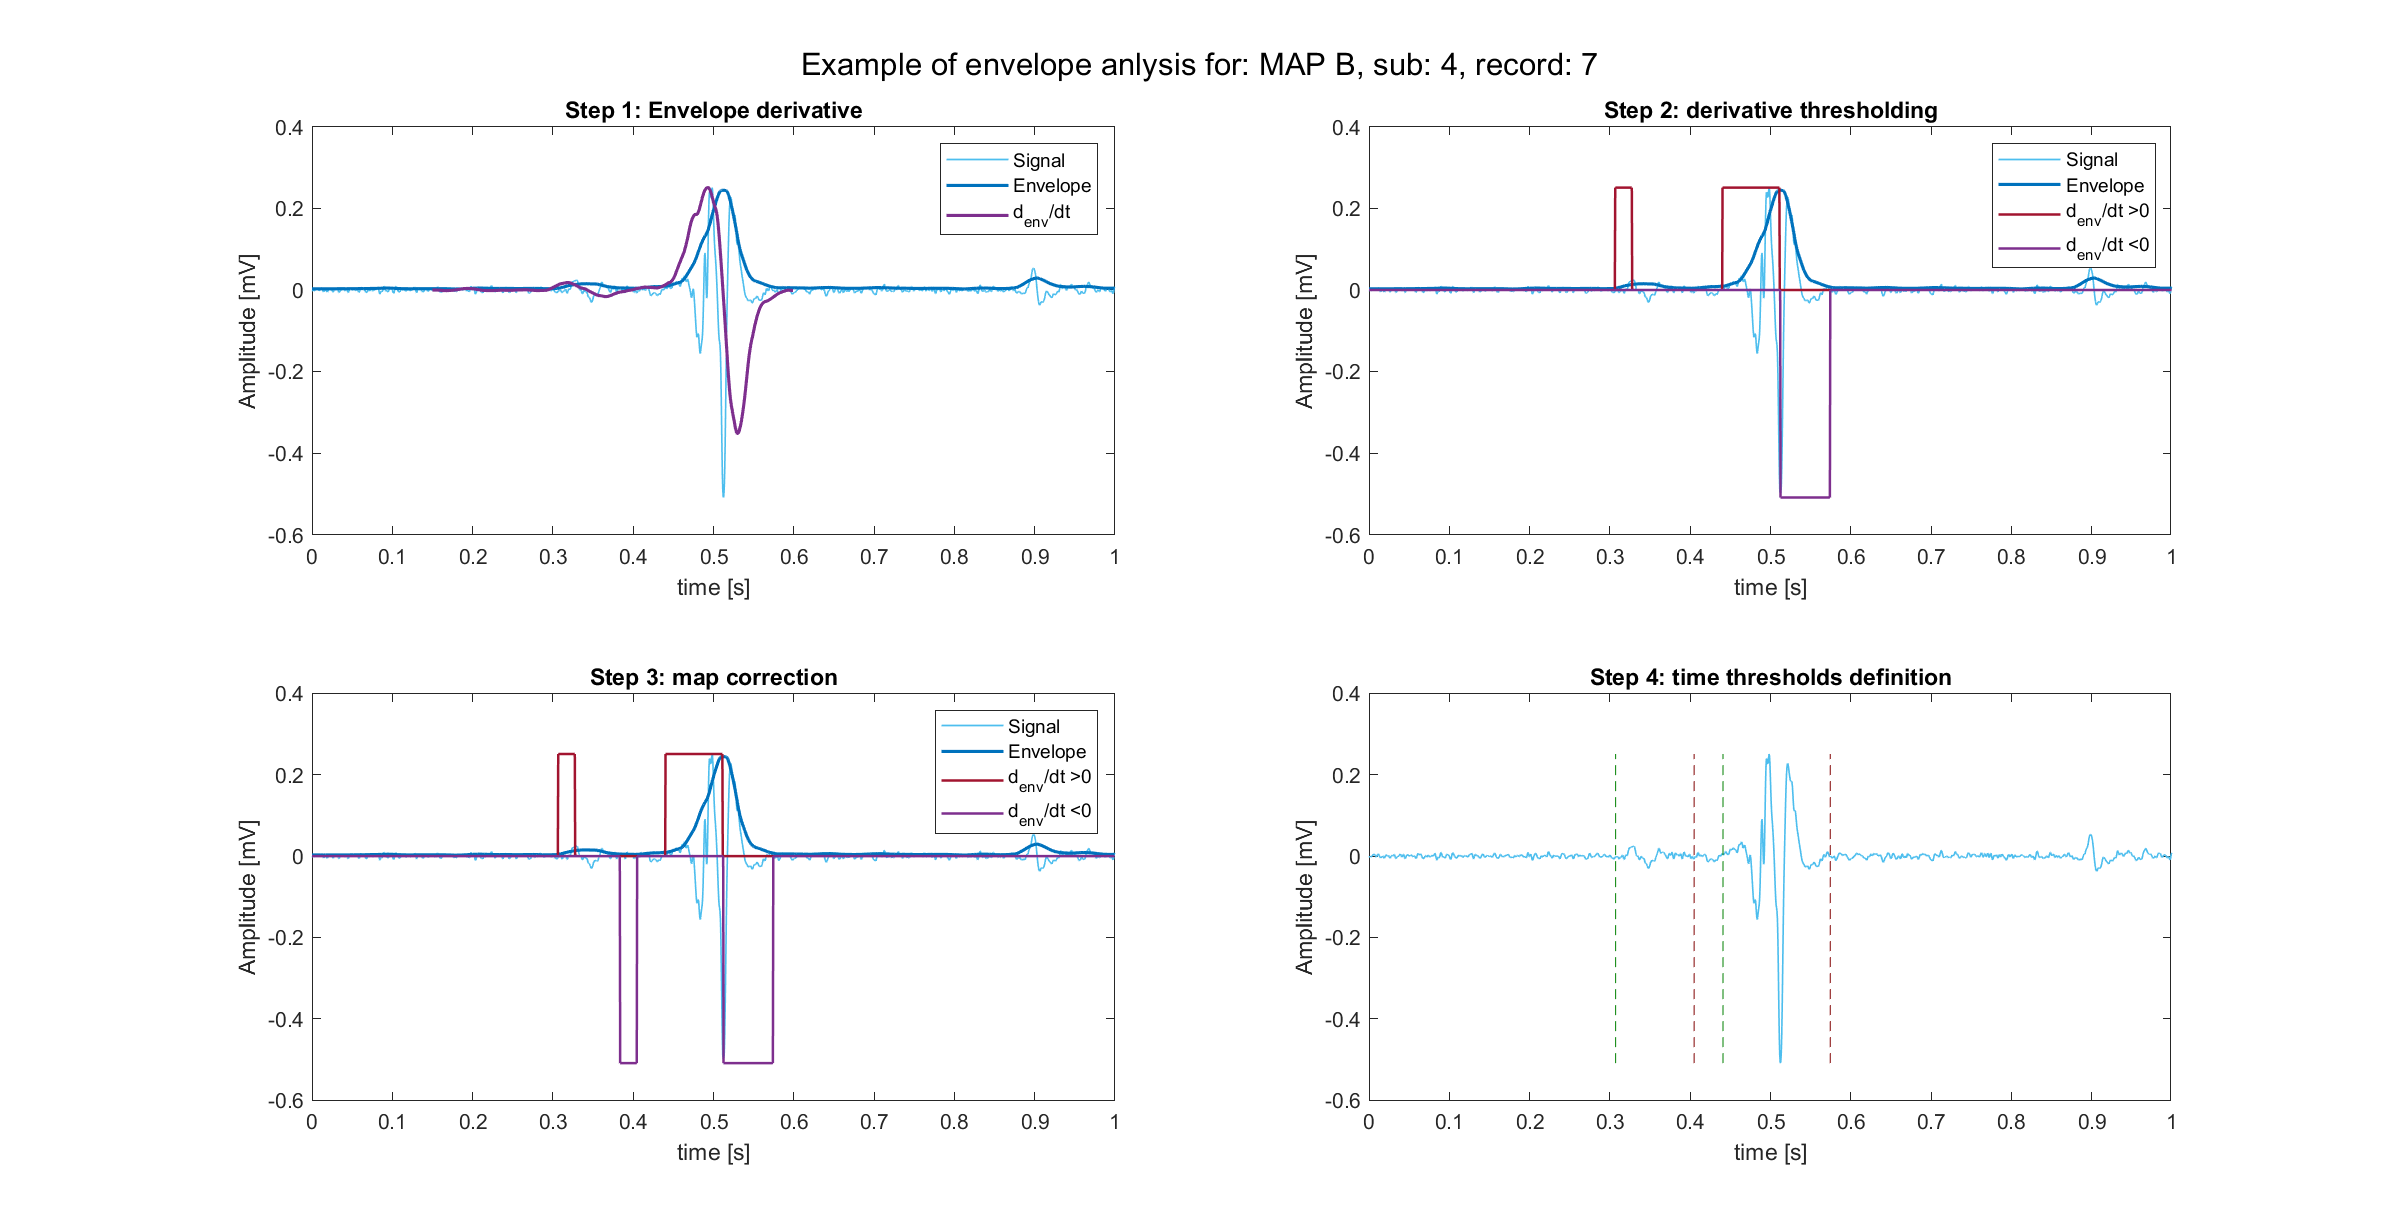 Example of envelope anlysis for: MAP B, sub: 4, record: 7
Step 1: Envelope derivative
0.4
0.2
0
-0.2
-0.4
-0.6
Amplitude [mV]
Signal
Envelope
d_env/dt
0 0.1 0.2 0.3 0.4 0.5 0.6 0.7 0.8 0.9 1
time [s]
Step 2: derivative thresholding
0.4
0.2
0
-0.2
-0.4
-0.6
Amplitude [mV]
Signal
Envelope
d_env/dt >0
d_env/dt <0
0 0.1 0.2 0.3 0.4 0.5 0.6 0.7 0.8 0.9 1
time [s]
Step 3: map correction
0.4
0.2
0
-0.2
-0.4
-0.6
Amplitude [mV]
Signal
Envelope
d_env/dt >0
d_env/dt <0
0 0.1 0.2 0.3 0.4 0.5 0.6 0.7 0.8 0.9 1
time [s]
Step 4: time thresholds definition
0.4
0.2
0
-0.2
-0.4
-0.6
Amplitude [mV]
0 0.1 0.2 0.3 0.4 0.5 0.6 0.7 0.8 0.9 1
time [s]